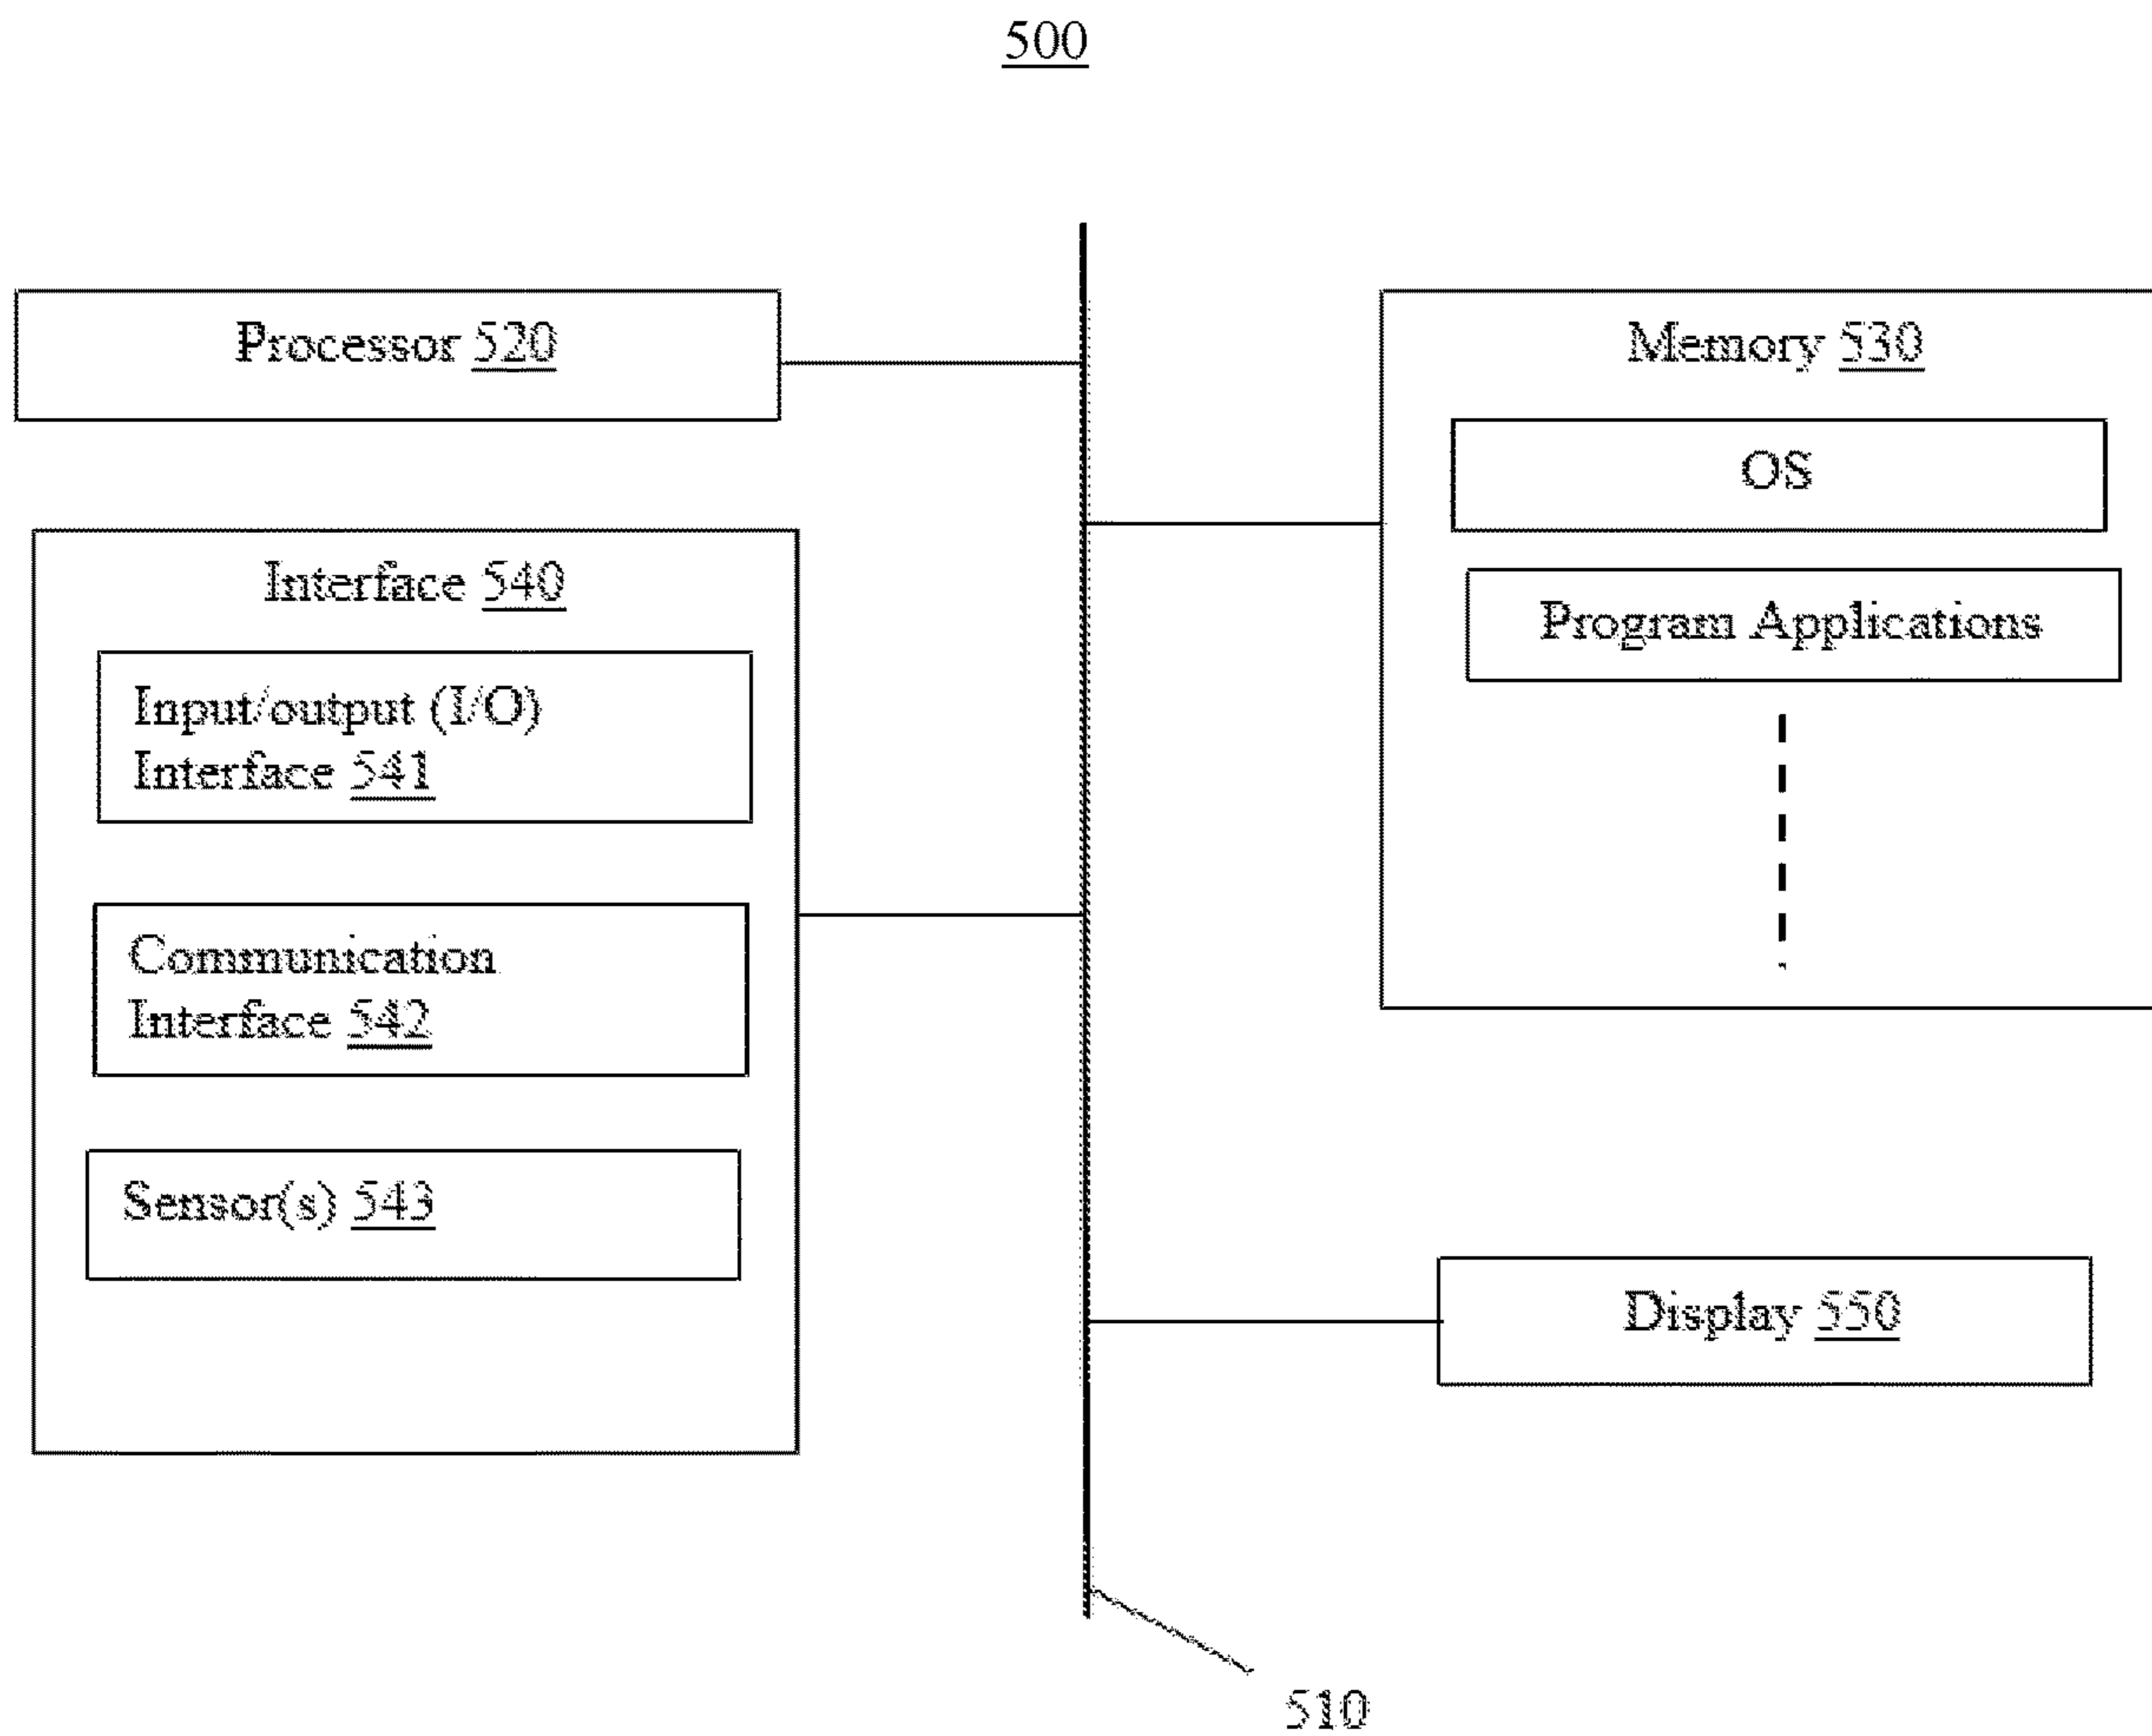 500
Processor 520
Memory 530
OS
Program Applications
Interface 540
Input/output (I/O)
Interface 541
Communication
Interface 542
Sensor(s) 543
Display 550
510